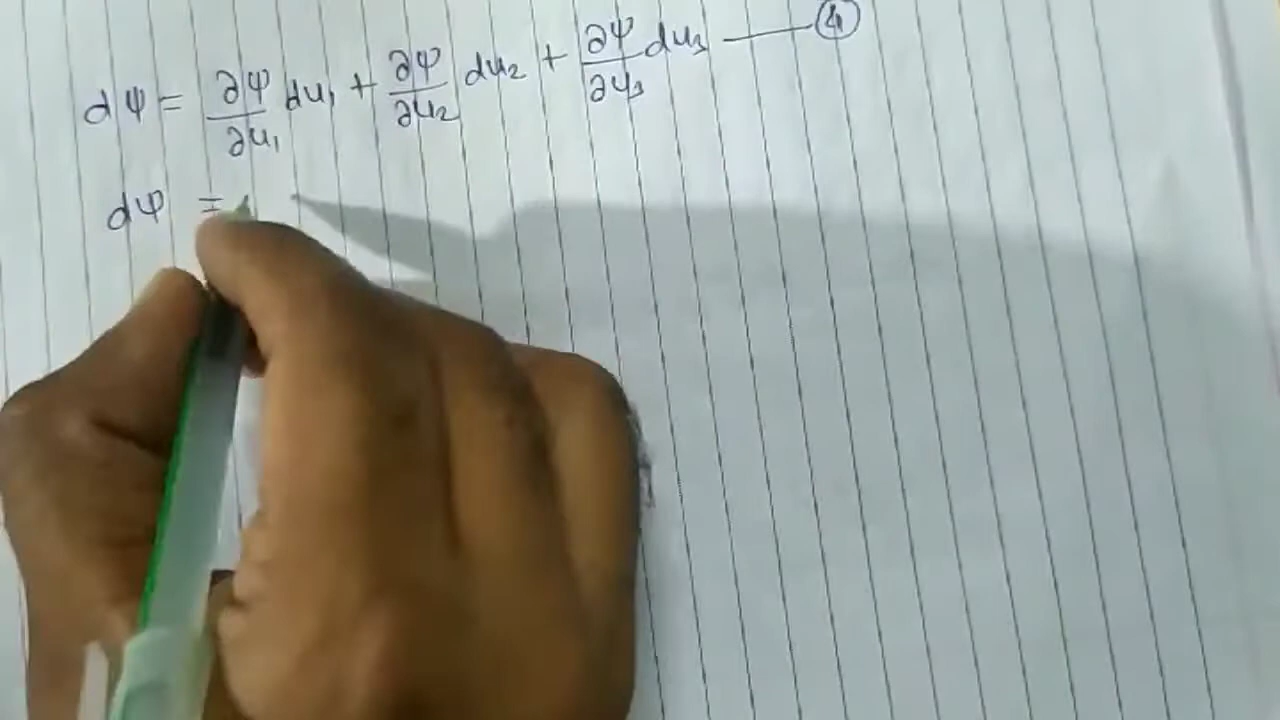 dψ = ∂ψ/∂u₁ du₁ + ∂ψ/∂u₂ du₂ + ∂ψ/∂u₃ du₃ —— ④
dψ =